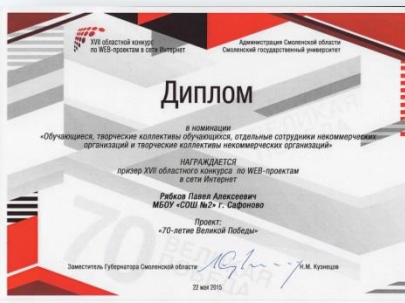 XVII областной конкурс
по WEB-проектам в сети Интернет
Администрация Смоленской области
Смоленский государственный университет
Диплом
в номинации
«Обучающиеся, творческие коллективы обучающихся, отдельные сотрудники некоммерческих
организаций и творческие коллективы некоммерческих организаций»
НАГРАЖДАЕТСЯ
призер XVII областного конкурса по WEB-проектам
в сети Интернет
Рябков Павел Алексеевич
МБОУ «СОШ №2» г. Сафоново
Проект:
«70-летие Великой Победы»
70
Заместитель Губернатора Смоленской области
Н.М. Кузнецов
22 мая 2015